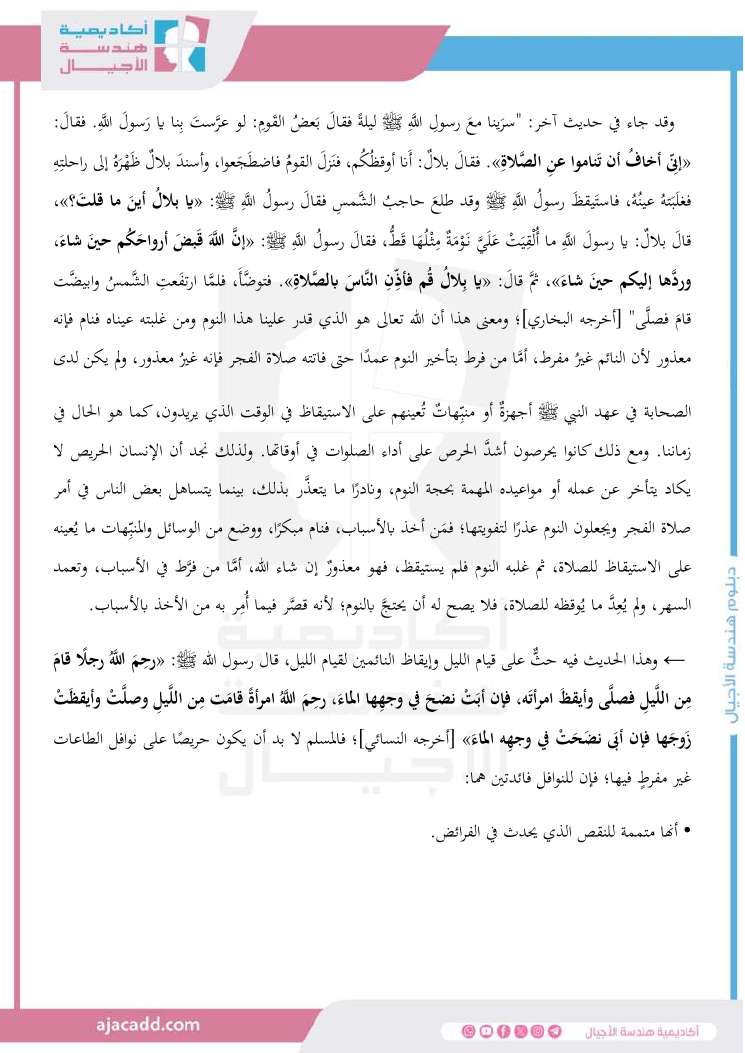 أكاديمية
هندسة
الأجيال
وقد جاء في حديث آخر: "سرَينا معَ رسولِ اللَّهِ ﷺ ليلةً فقالَ بَعضُ القَومِ: لو عرَّستَ بِنا يا رَسولَ اللَّهِ. فقالَ:
«إنِّي أخافُ أن تَناموا عنِ الصَّلاةِ». فقالَ بلالٌ: أنا أوقظُكُم، فنَزلَ القومُ فاضطَجَعوا، وأسندَ بلالٌ ظَهْرَهُ إلى راحلتِهِ
فغلَبَتهُ عينُهُ، فاستَيقظَ رسولُ اللَّهِ ﷺ وقد طلعَ حاجبُ الشَّمسِ فقالَ رسولُ اللَّهِ ﷺ: «يا بلالُ أينَ ما قلتَ؟»،
قالَ بلالٌ: يا رسولَ اللَّهِ ما أُلْقِيَتْ عَلَيَّ نَوْمَةٌ مِثْلُهَا قَطُّ، فقالَ رسولُ اللَّهِ ﷺ: «إنَّ اللَّهَ قَبضَ أرواحَكُم حينَ شاءَ،
وردَّها إليكم حينَ شاءَ»، ثمَّ قالَ: «يا بِلالُ قُم فأذِّنِ النَّاسَ بالصَّلاةِ». فتوضَّأَ، فلمَّا ارتفَعتِ الشَّمسُ وابيضَّت
قامَ فصلَّى" [أخرجه البخاري]؛ ومعنى هذا أن الله تعالى هو الذي قدر علينا هذا النوم ومن غلبته عيناه فنام فإنه
معذور لأن النائم غيرُ مفرط، أمَّا من فرط بتأخير النوم عمدًا حتى فاتته صلاة الفجر فإنه غيرُ معذور، ولم يكن لدى
الصحابة في عهد النبي ﷺ أجهزةٌ أو منبّهاتٌ تُعينهم على الاستيقاظ في الوقت الذي يريدون، كما هو الحال في
زماننا. ومع ذلك كانوا يحرصون أشدَّ الحرص على أداء الصلوات في أوقاتها. ولذلك نجد أن الإنسان الحريص لا
يكاد يتأخر عن عمله أو مواعيده المهمة بحجة النوم، ونادرًا ما يتعذَّر بذلك، بينما يتساهل بعض الناس في أمر
صلاة الفجر ويجعلون النوم عذرًا لتفويتها؛ فمَن أخذ بالأسباب، فنام مبكرًا، ووضع من الوسائل والمنبّهات ما يُعينه
على الاستيقاظ للصلاة، ثم غلبه النوم فلم يستيقظ، فهو معذورٌ إن شاء الله، أمَّا من فرَّط في الأسباب، وتعمد
السهر، ولم يُعِدَّ ما يُوقظه للصلاة، فلا يصح له أن يحتجَّ بالنوم؛ لأنه قصَّر فيما أُمِر به من الأخذ بالأسباب.
← وهذا الحديث فيه حثٌّ على قيام الليل وإيقاظ النائمين لقيام الليل، قال رسول الله ﷺ: «رحِمَ اللَّهُ رجلًا قامَ
مِن اللَّيلِ فصلَّى وأيقظَ امرأتَه، فإن أبَتْ نضحَ في وجهِها الماءَ، رحِمَ اللَّهُ امرأةً قامَت مِن اللَّيلِ وصلَّتْ وأيقظَتْ
زَوجَها فإن أبَى نضَحَتْ في وجهِه الماءَ» [أخرجه النسائي]؛ فالمسلم لا بد أن يكون حريصًا على نوافل الطاعات
غير مفرطٍ فيها؛ فإن للنوافل فائدتين هما:
• أنها متممة للنقص الذي يحدث في الفرائض.
دبلوم هندسة الأجيال
أكاديمية
هندسة
الأجيال
ajacadd.com
أكاديمية هندسة الأجيال